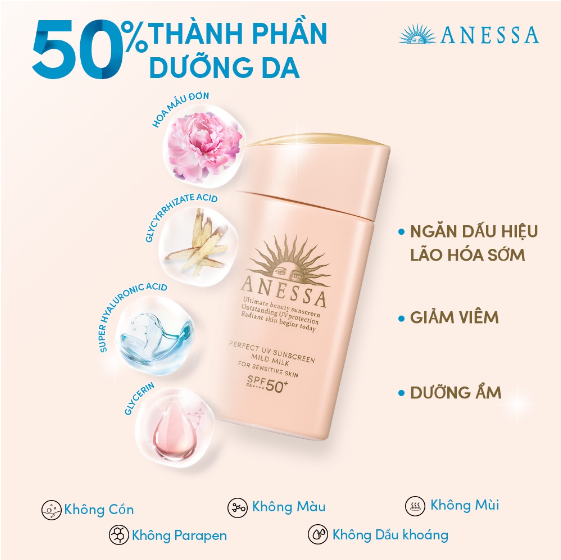 50% THÀNH PHẦN
DƯỠNG DA
ANESSA
HOA MẪU ĐƠN
GLYCYRRHIZATE ACID
SUPER HYALURONIC ACID
GLYCERIN
ANESSA
Ultimate beauty sunscreen
Outstanding UV protection
Radiant skin begins today
PERFECT UV SUNSCREEN
MILD MILK
FOR SENSITIVE SKIN
SPF50+
PA++++
• NGĂN DẤU HIỆU
LÃO HÓA SỚM
• GIẢM VIÊM
• DƯỠNG ẨM
Không Cồn
Không Màu
Không Mùi
Không Parapen
Không Dầu khoáng